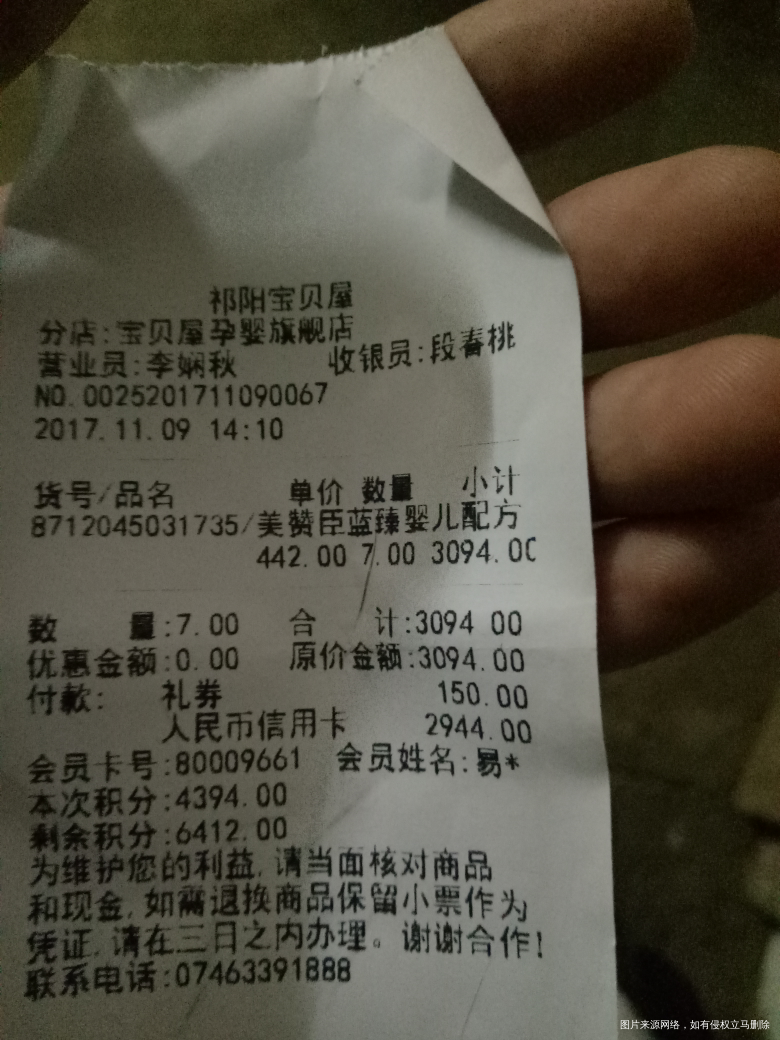 祁阳宝贝屋
分店:宝贝屋孕婴旗舰店
营业员:李娴秋 收银员:段春桃
NO.0025201711090067
2017.11.09 14:10
货号/品名 单价 数量 小计
8712045031735/美赞臣蓝臻婴儿配方
442.00 7.00 3094.00
数 量:7.00 合 计:3094 00
优惠金额:0.00 原价金额:3094.00
付款: 礼券 150.00
人民币信用卡 2944.00
会员卡号:80009661 会员姓名:易*
本次积分:4394.00
剩余积分:6412.00
为维护您的利益,请当面核对商品
和现金,如需退换商品保留小票作为
凭证,请在三日之内办理。谢谢合作!
联系电话:07463391888
图片来源网络，如有侵权立马删除